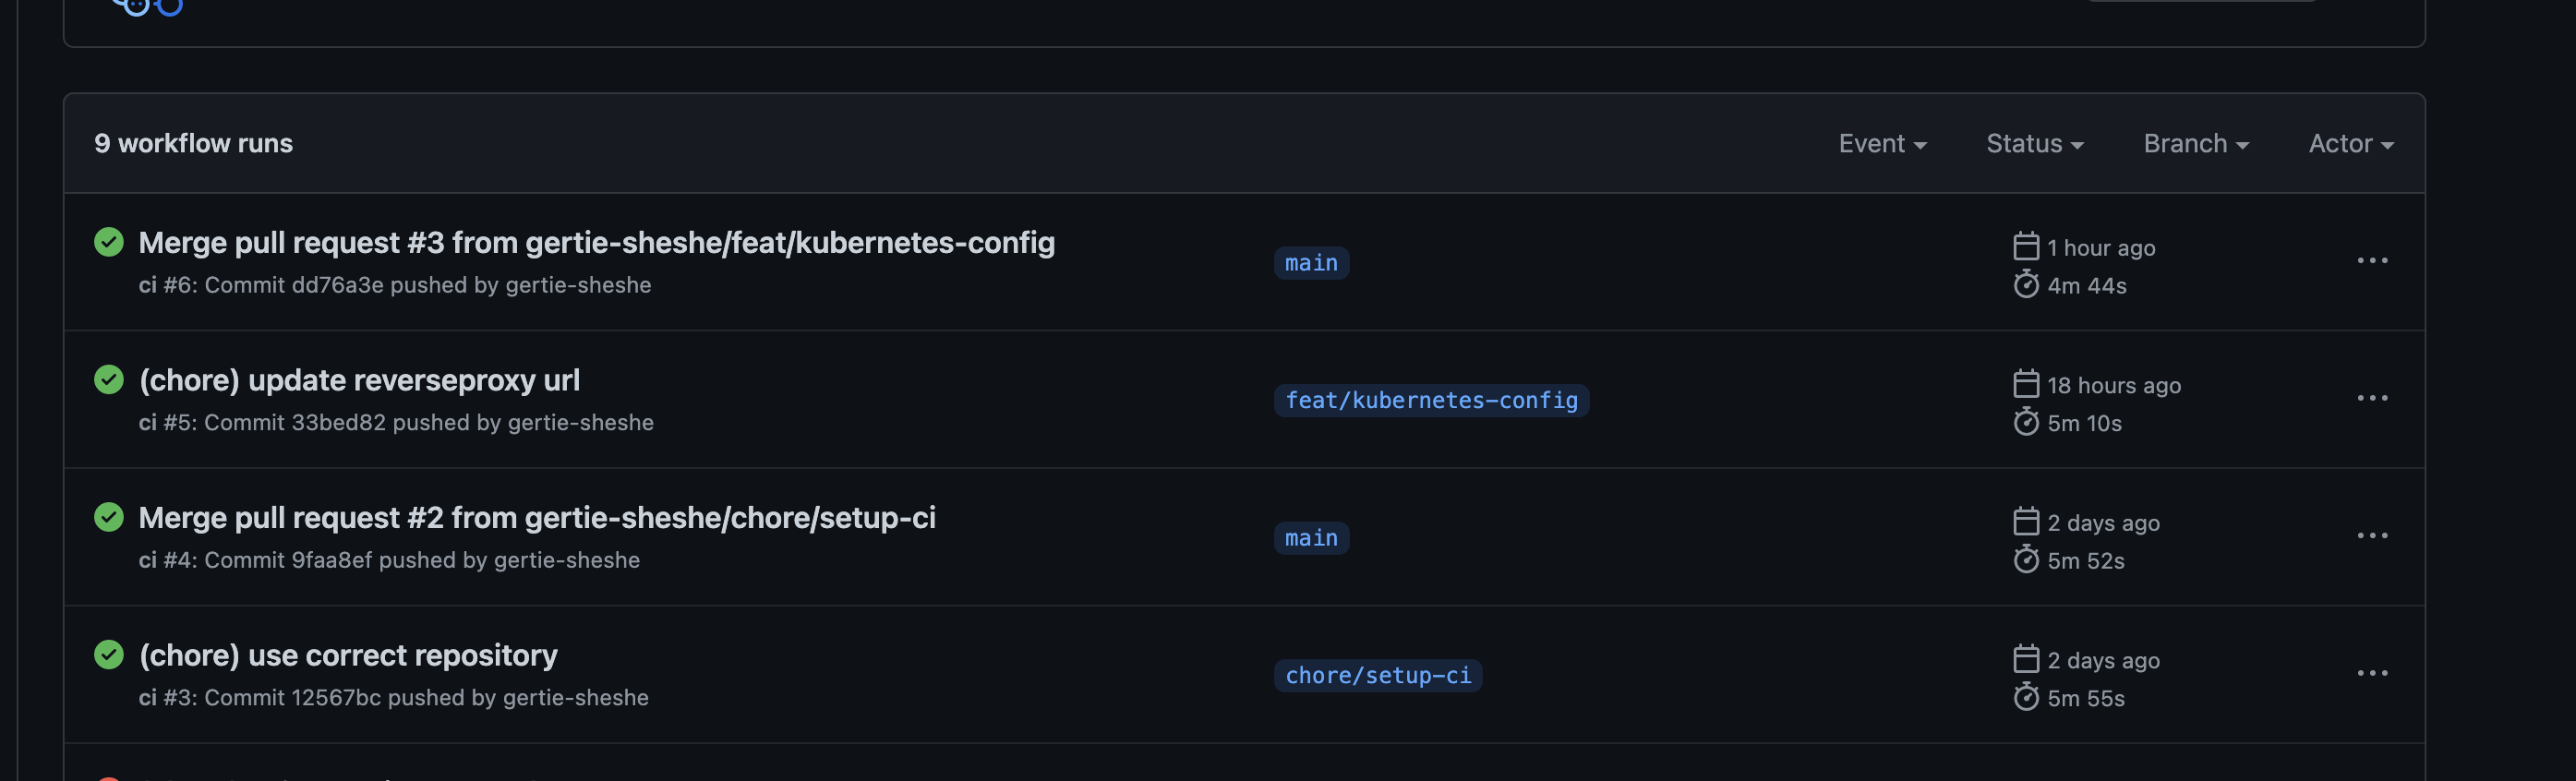 9 workflow runs
Event
Status
Branch
Actor
Merge pull request #3 from gertie-sheshe/feat/kubernetes-config
ci #6: Commit dd76a3e pushed by gertie-sheshe
main
1 hour ago
4m 44s
(chore) update reverseproxy url
ci #5: Commit 33bed82 pushed by gertie-sheshe
feat/kubernetes-config
18 hours ago
5m 10s
Merge pull request #2 from gertie-sheshe/chore/setup-ci
ci #4: Commit 9faa8ef pushed by gertie-sheshe
main
2 days ago
5m 52s
(chore) use correct repository
ci #3: Commit 12567bc pushed by gertie-sheshe
chore/setup-ci
2 days ago
5m 55s